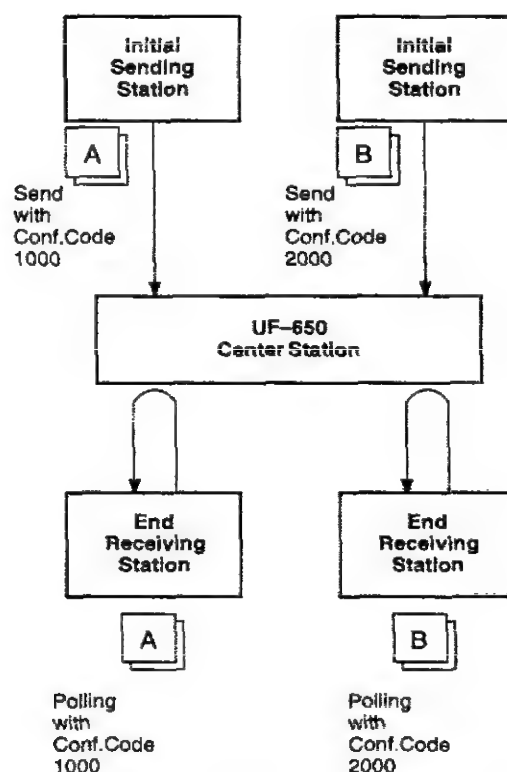 Initial
Sending
Station
Initial
Sending
Station
A
B
Send
with
Conf.Code
1000
Send
with
Conf.Code
2000
UF-650
Center Station
End
Receiving
Station
End
Receiving
Station
A
B
Polling
with
Conf.Code
1000
Polling
with
Conf.Code
2000